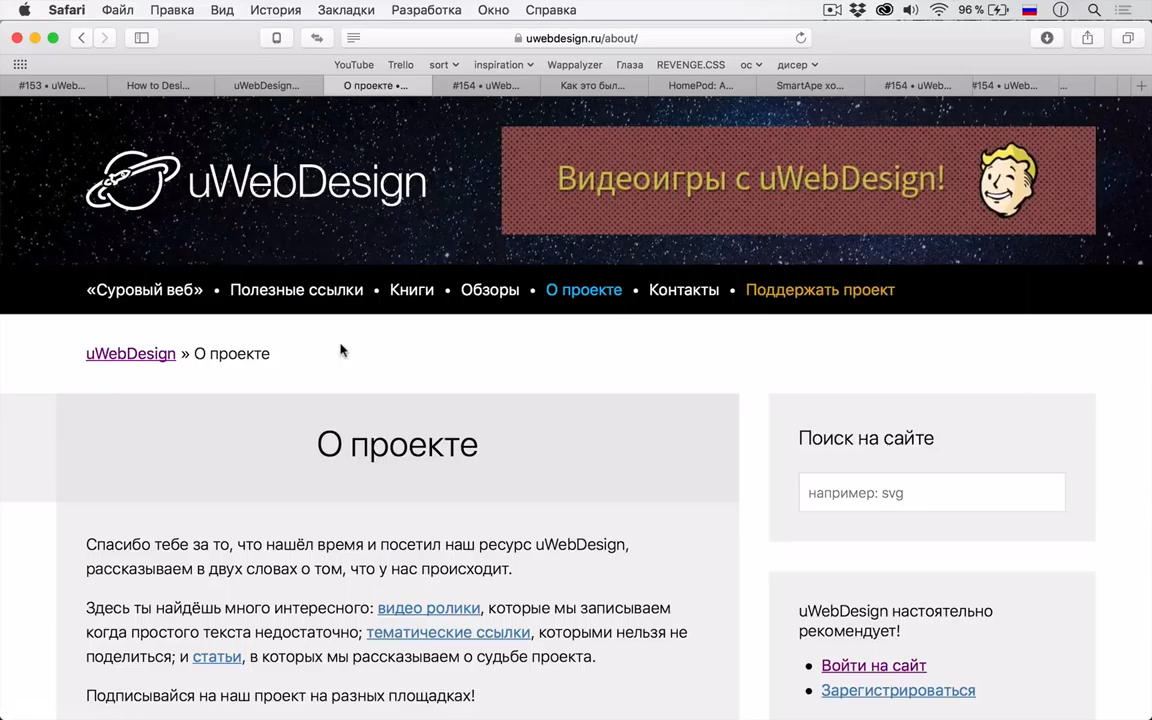 Safari Файл Правка Вид История Закладки Разработка Окно Справка 96 %
uwebdesign.ru/about/
YouTube Trello sort inspiration Wappalyzer Глаза REVENGE.CSS ос дисер
#153 • uWeb... How to Desi... uWebDesign... О проекте •... #154 • uWeb... Как это был... HomePod: A... SmartApe хо... #154 • uWeb... #154 • uWe... ...
uWebDesign
Видеоигры с uWebDesign!
«Суровый веб» • Полезные ссылки • Книги • Обзоры • О проекте • Контакты • Поддержать проект
uWebDesign » О проекте
О проекте
Спасибо тебе за то, что нашёл время и посетил наш ресурс uWebDesign,
рассказываем в двух словах о том, что у нас происходит.
Здесь ты найдёшь много интересного: видео ролики, которые мы записываем
когда простого текста недостаточно; тематические ссылки, которыми нельзя не
поделиться; и статьи, в которых мы рассказываем о судьбе проекта.
Подписывайся на наш проект на разных площадках!
Поиск на сайте
например: svg
uWebDesign настоятельно
рекомендует!
• Войти на сайт
• Зарегистрироваться